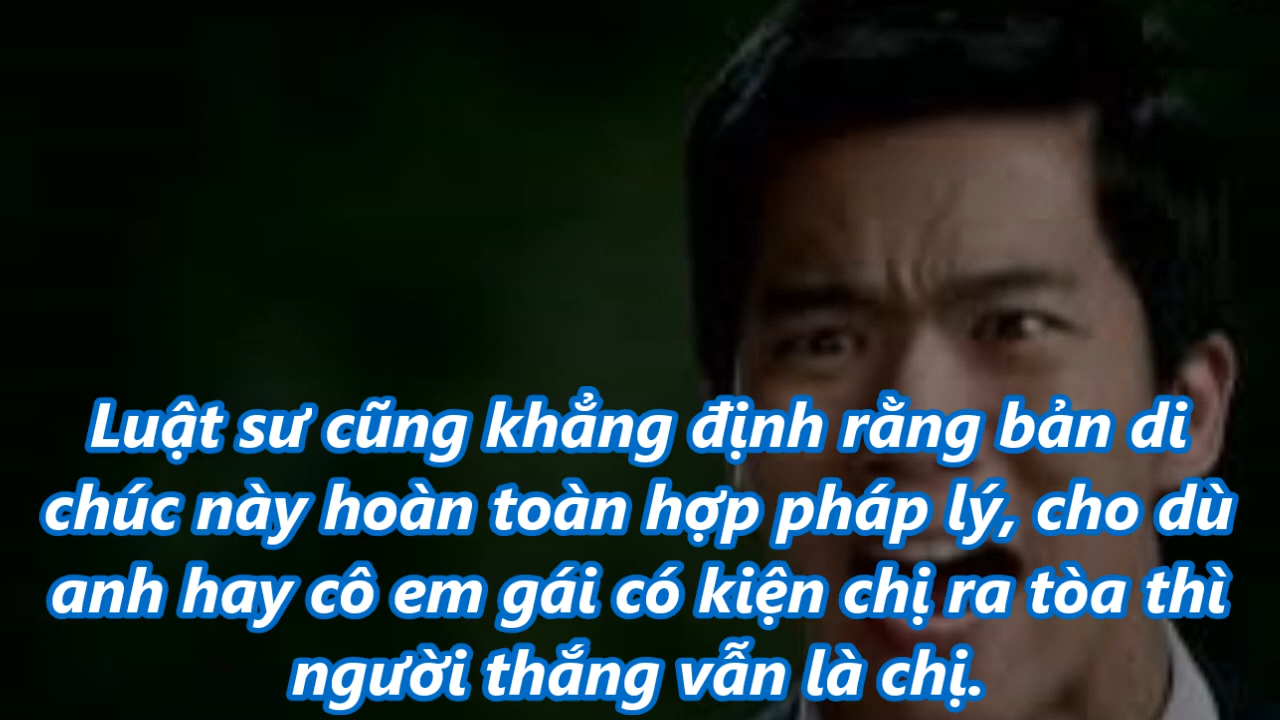 Luật sư cũng khẳng định rằng bản di
chúc này hoàn toàn hợp pháp lý, cho dù
anh hay cô em gái có kiện chị ra tòa thì
người thắng vẫn là chị.